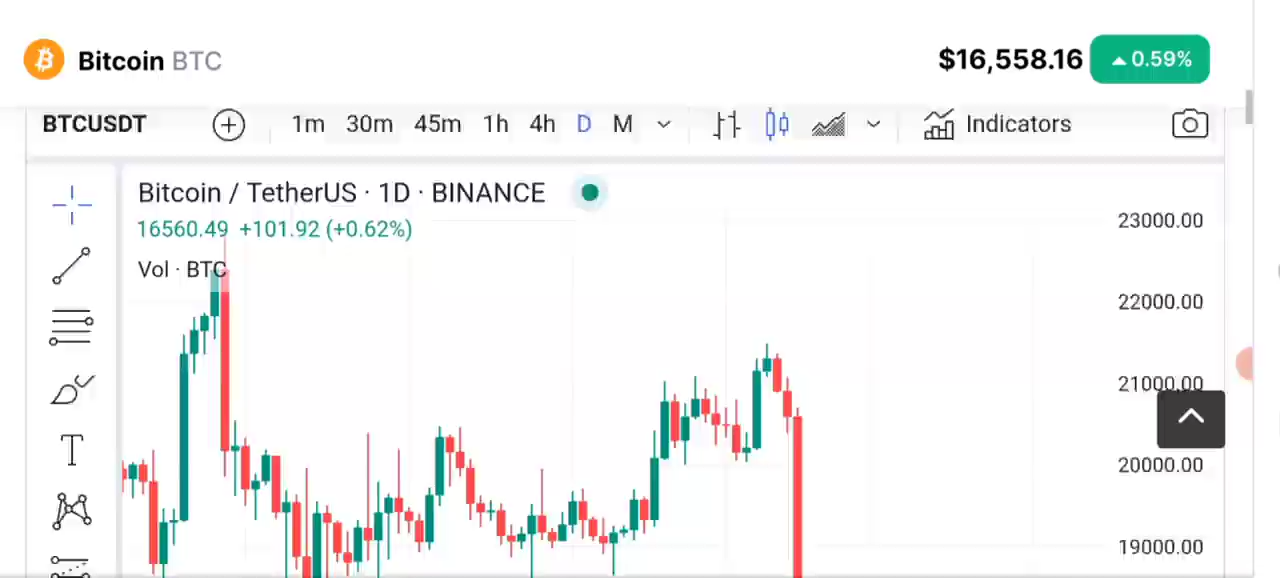 Bitcoin BTC $16,558.16 0.59%
BTCUSDT 1m 30m 45m 1h 4h D M Indicators
Bitcoin / TetherUS · 1D · BINANCE
16560.49 +101.92 (+0.62%)
Vol · BTC
23000.00
22000.00
21000.00
20000.00
19000.00